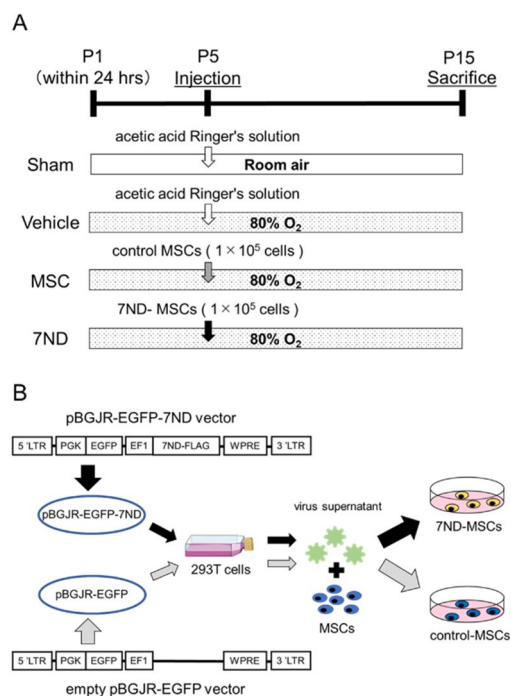 A
P1 P5 P15
(within 24 hrs) Injection Sacrifice
acetic acid Ringer's solution
Sham Room air
acetic acid Ringer's solution
Vehicle 80% O₂
control MSCs ( 1×10⁵ cells )
MSC 80% O₂
7ND- MSCs ( 1×10⁵ cells )
7ND 80% O₂
B
pBGJR-EGFP-7ND vector
5 'LTR PGK EGFP EF1 7ND-FLAG WPRE 3 'LTR
pBGJR-EGFP-7ND
virus supernatant
7ND-MSCs
293T cells
pBGJR-EGFP
MSCs
control-MSCs
5 'LTR PGK EGFP EF1 WPRE 3 'LTR
empty pBGJR-EGFP vector